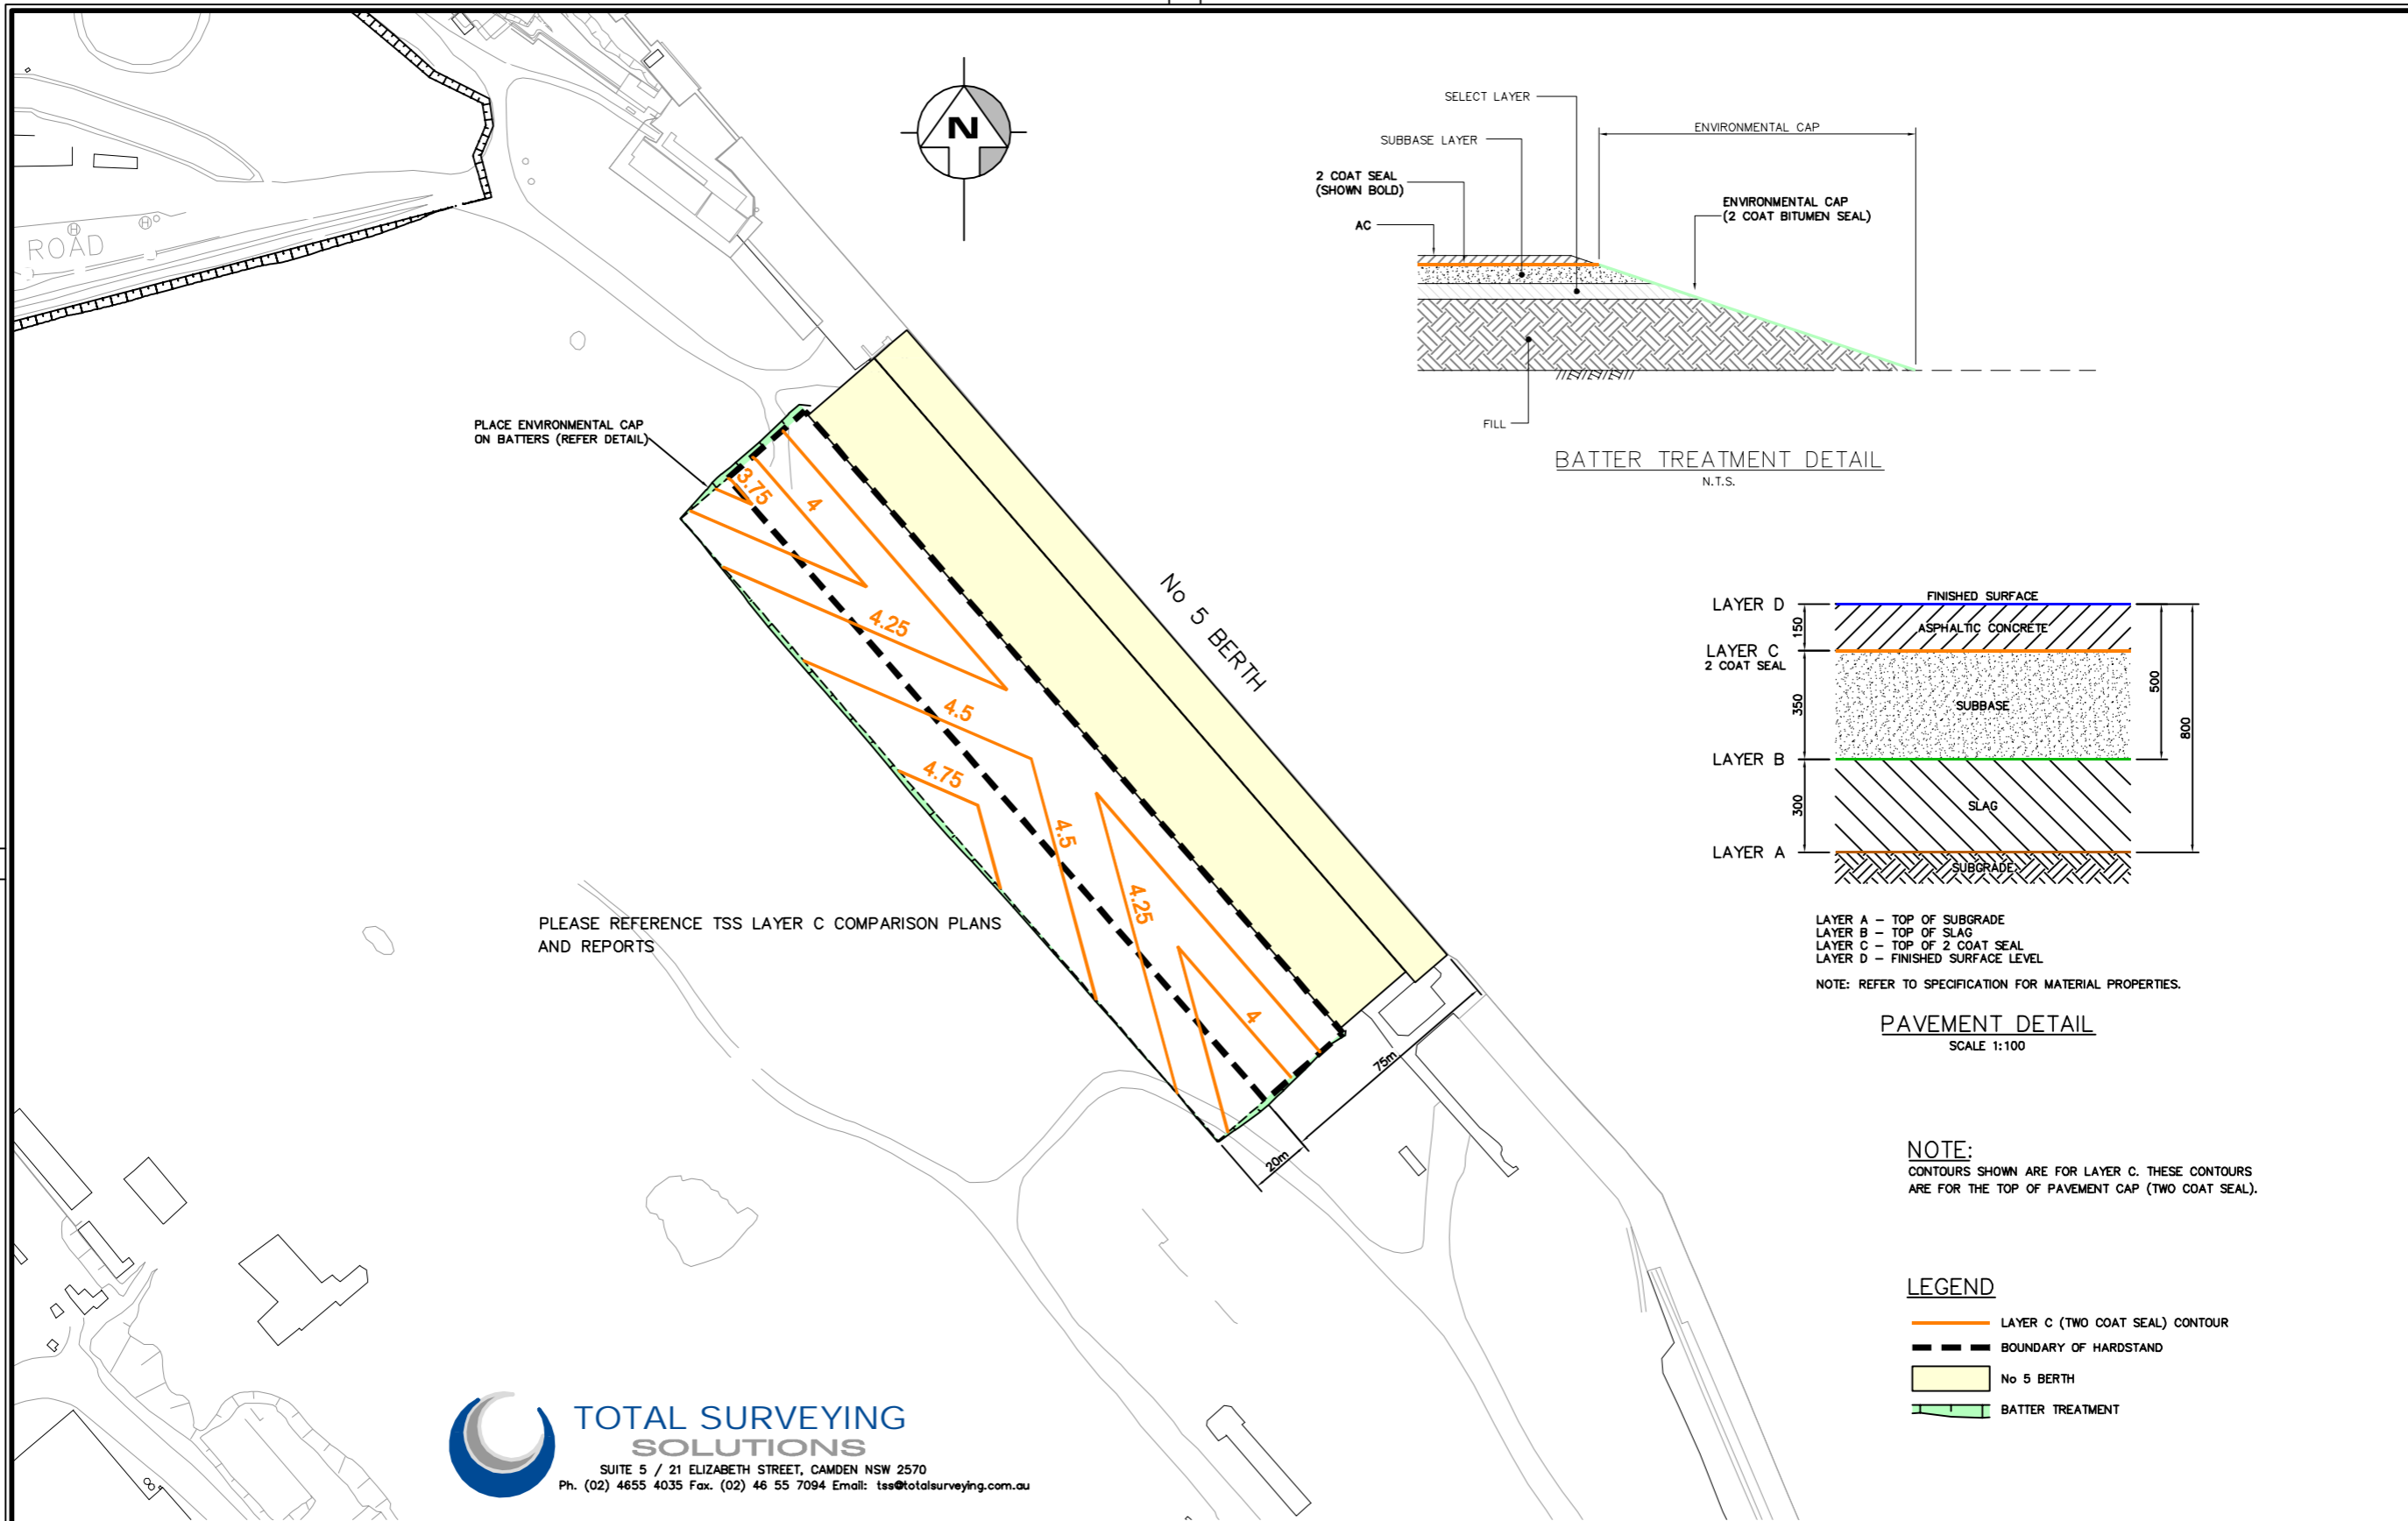 ROAD
H
H
N
PLACE ENVIRONMENTAL CAP
ON BATTERS (REFER DETAIL)
3.75
4
4.25
4.5
4.75
4.5
4.25
4
No 5 BERTH
75m
20m
PLEASE REFERENCE TSS LAYER C COMPARISON PLANS
AND REPORTS
SELECT LAYER
SUBBASE LAYER
2 COAT SEAL
(SHOWN BOLD)
AC
ENVIRONMENTAL CAP
ENVIRONMENTAL CAP
(2 COAT BITUMEN SEAL)
FILL
BATTER TREATMENT DETAIL
N.T.S.
LAYER D
FINISHED SURFACE
150
ASPHALTIC CONCRETE
LAYER C
2 COAT SEAL
350
SUBBASE
500
800
LAYER B
300
SLAG
LAYER A
SUBGRADE
LAYER A – TOP OF SUBGRADE
LAYER B – TOP OF SLAG
LAYER C – TOP OF 2 COAT SEAL
LAYER D – FINISHED SURFACE LEVEL
NOTE: REFER TO SPECIFICATION FOR MATERIAL PROPERTIES.
PAVEMENT DETAIL
SCALE 1:100
NOTE:
CONTOURS SHOWN ARE FOR LAYER C. THESE CONTOURS
ARE FOR THE TOP OF PAVEMENT CAP (TWO COAT SEAL).
LEGEND
LAYER C (TWO COAT SEAL) CONTOUR
BOUNDARY OF HARDSTAND
No 5 BERTH
BATTER TREATMENT
TOTAL SURVEYING
SOLUTIONS
SUITE 5 / 21 ELIZABETH STREET, CAMDEN NSW 2570
Ph. (02) 4655 4035 Fax. (02) 46 55 7094 Email: tss@totalsurveying.com.au